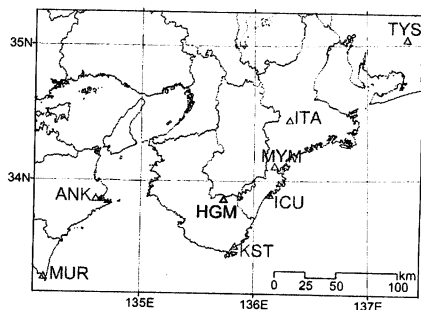 35N
TYS
ITA
MYM
34N
ANK
HGM
ICU
KST
MUR
km
0 25 50 100
135E 136E 137E